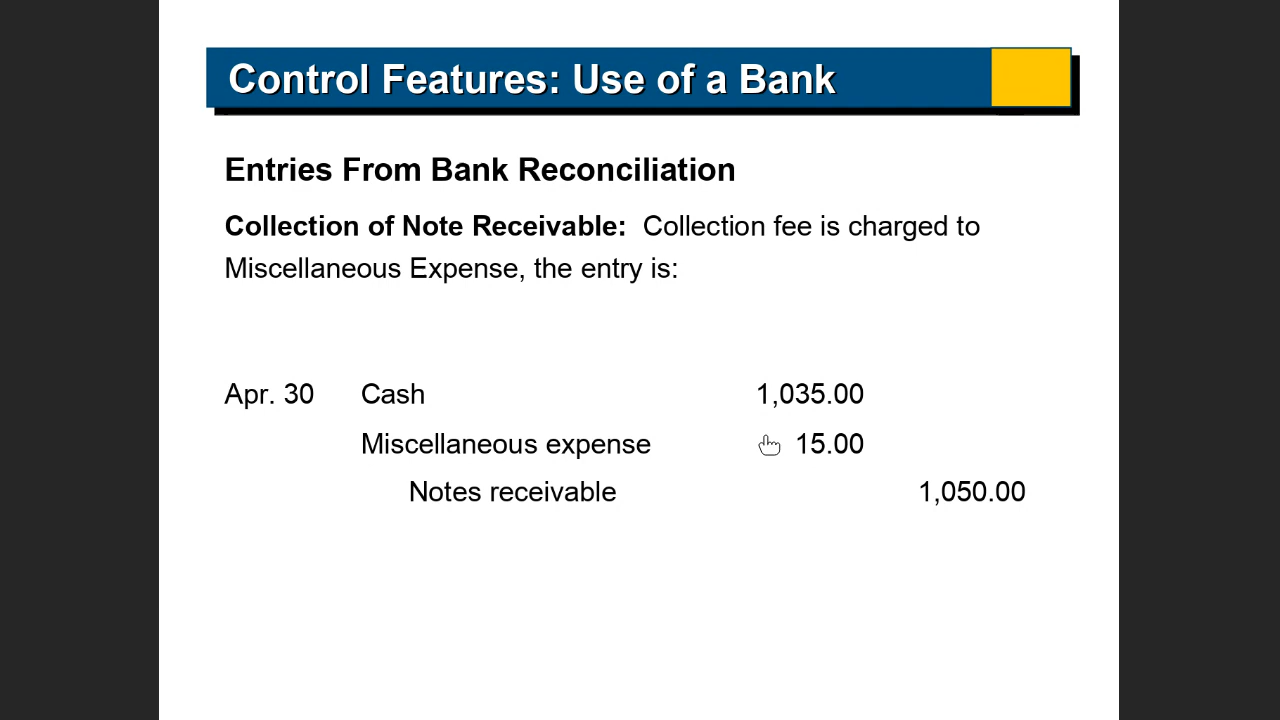 Control Features: Use of a Bank
Entries From Bank Reconciliation
Collection of Note Receivable: Collection fee is charged to
Miscellaneous Expense, the entry is:
Apr. 30 Cash 1,035.00
Miscellaneous expense 15.00
Notes receivable 1,050.00